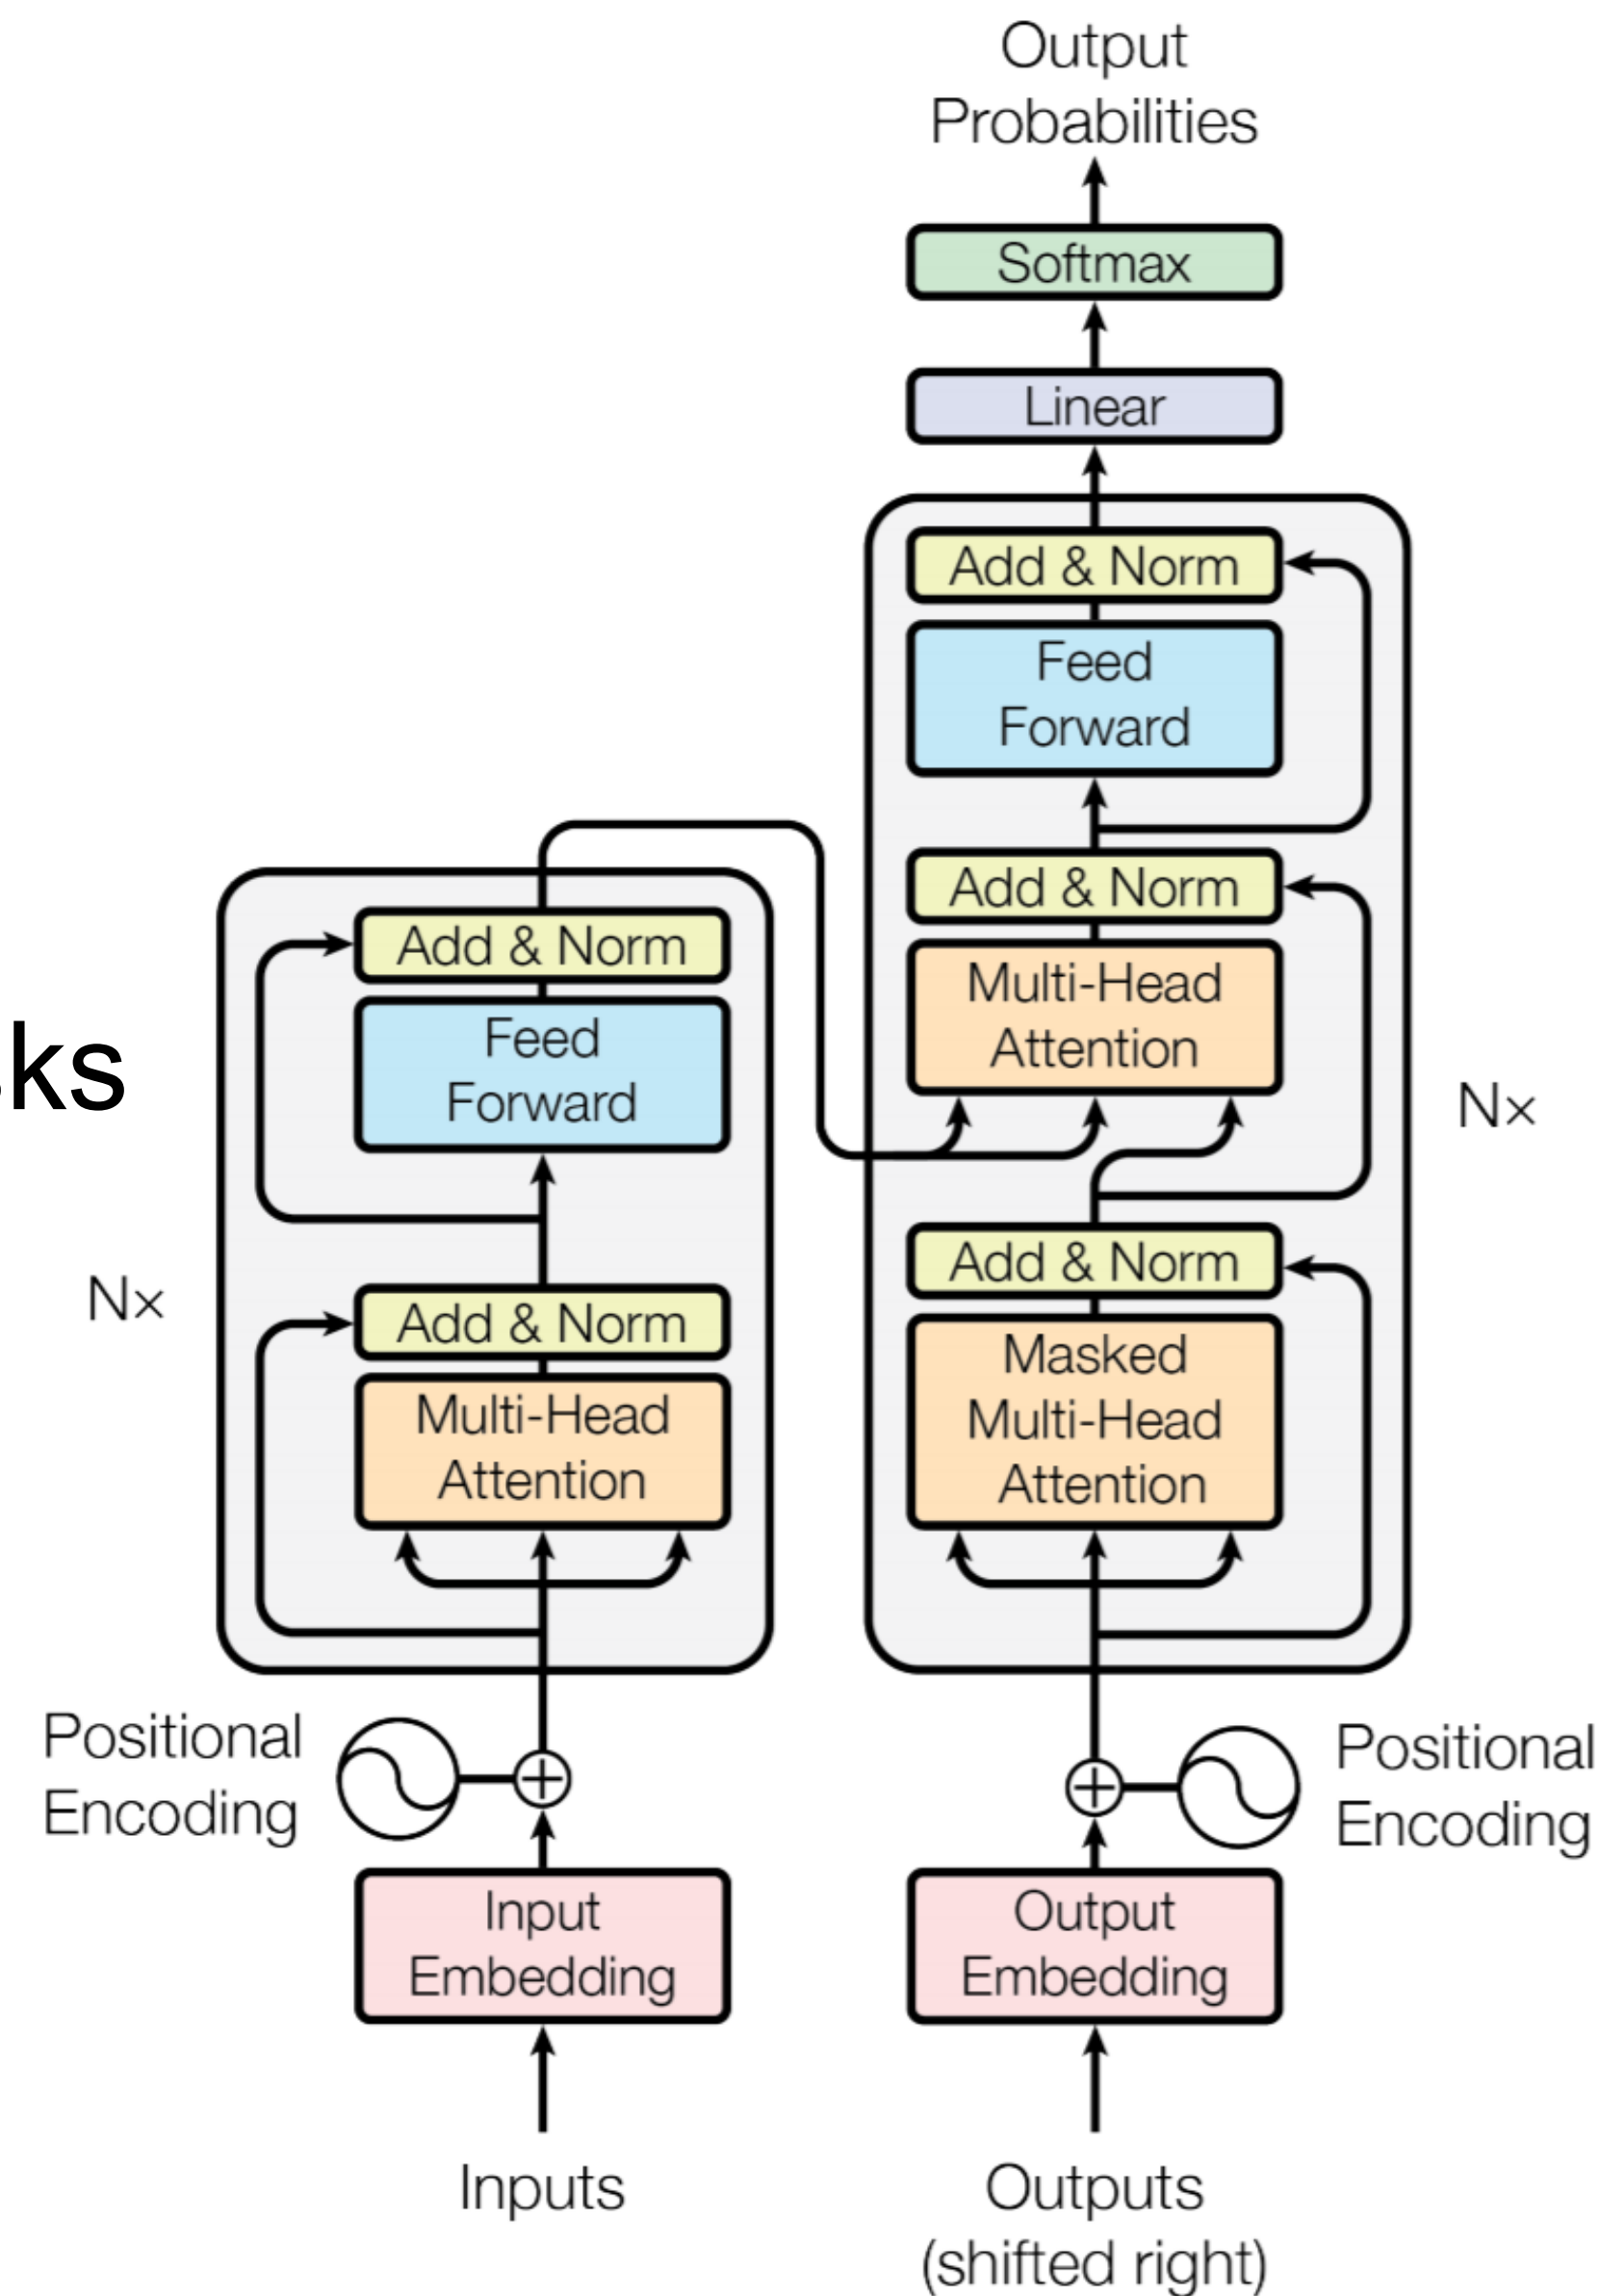 Output
Probabilities
Softmax
Linear
Add & Norm
Feed
Forward
Add & Norm
Multi-Head
Attention
Nx
Add & Norm
Masked
Multi-Head
Attention
Add & Norm
Feed
Forward
Nx
Add & Norm
Multi-Head
Attention
Positional
Encoding
Positional
Encoding
Input
Embedding
Output
Embedding
Inputs
Outputs
(shifted right)